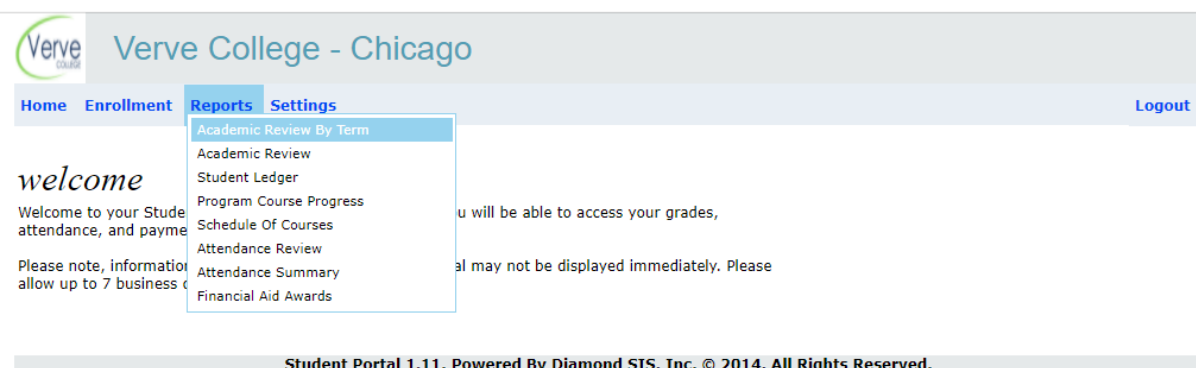 Verve
COLLEGE
Verve College - Chicago
Home Enrollment Reports Settings Logout
Academic Review By Term
Academic Review
Student Ledger
Program Course Progress
Schedule Of Courses
Attendance Review
Attendance Summary
Financial Aid Awards
welcome
Welcome to your Stude u will be able to access your grades,
attendance, and payme
Please note, information al may not be displayed immediately. Please
allow up to 7 business
Student Portal 1.11. Powered By Diamond SIS, Inc. © 2014. All Rights Reserved.